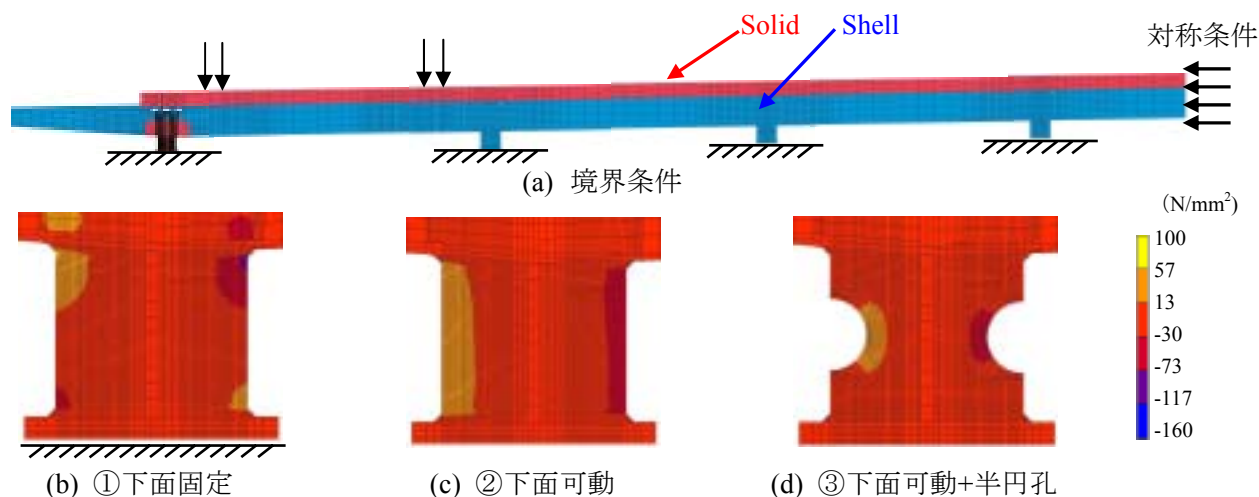 Solid
Shell
対称条件
(a) 境界条件
(N/mm²)
100
57
13
-30
-73
-117
-160
(b) ①下面固定
(c) ②下面可動
(d) ③下面可動+半円孔